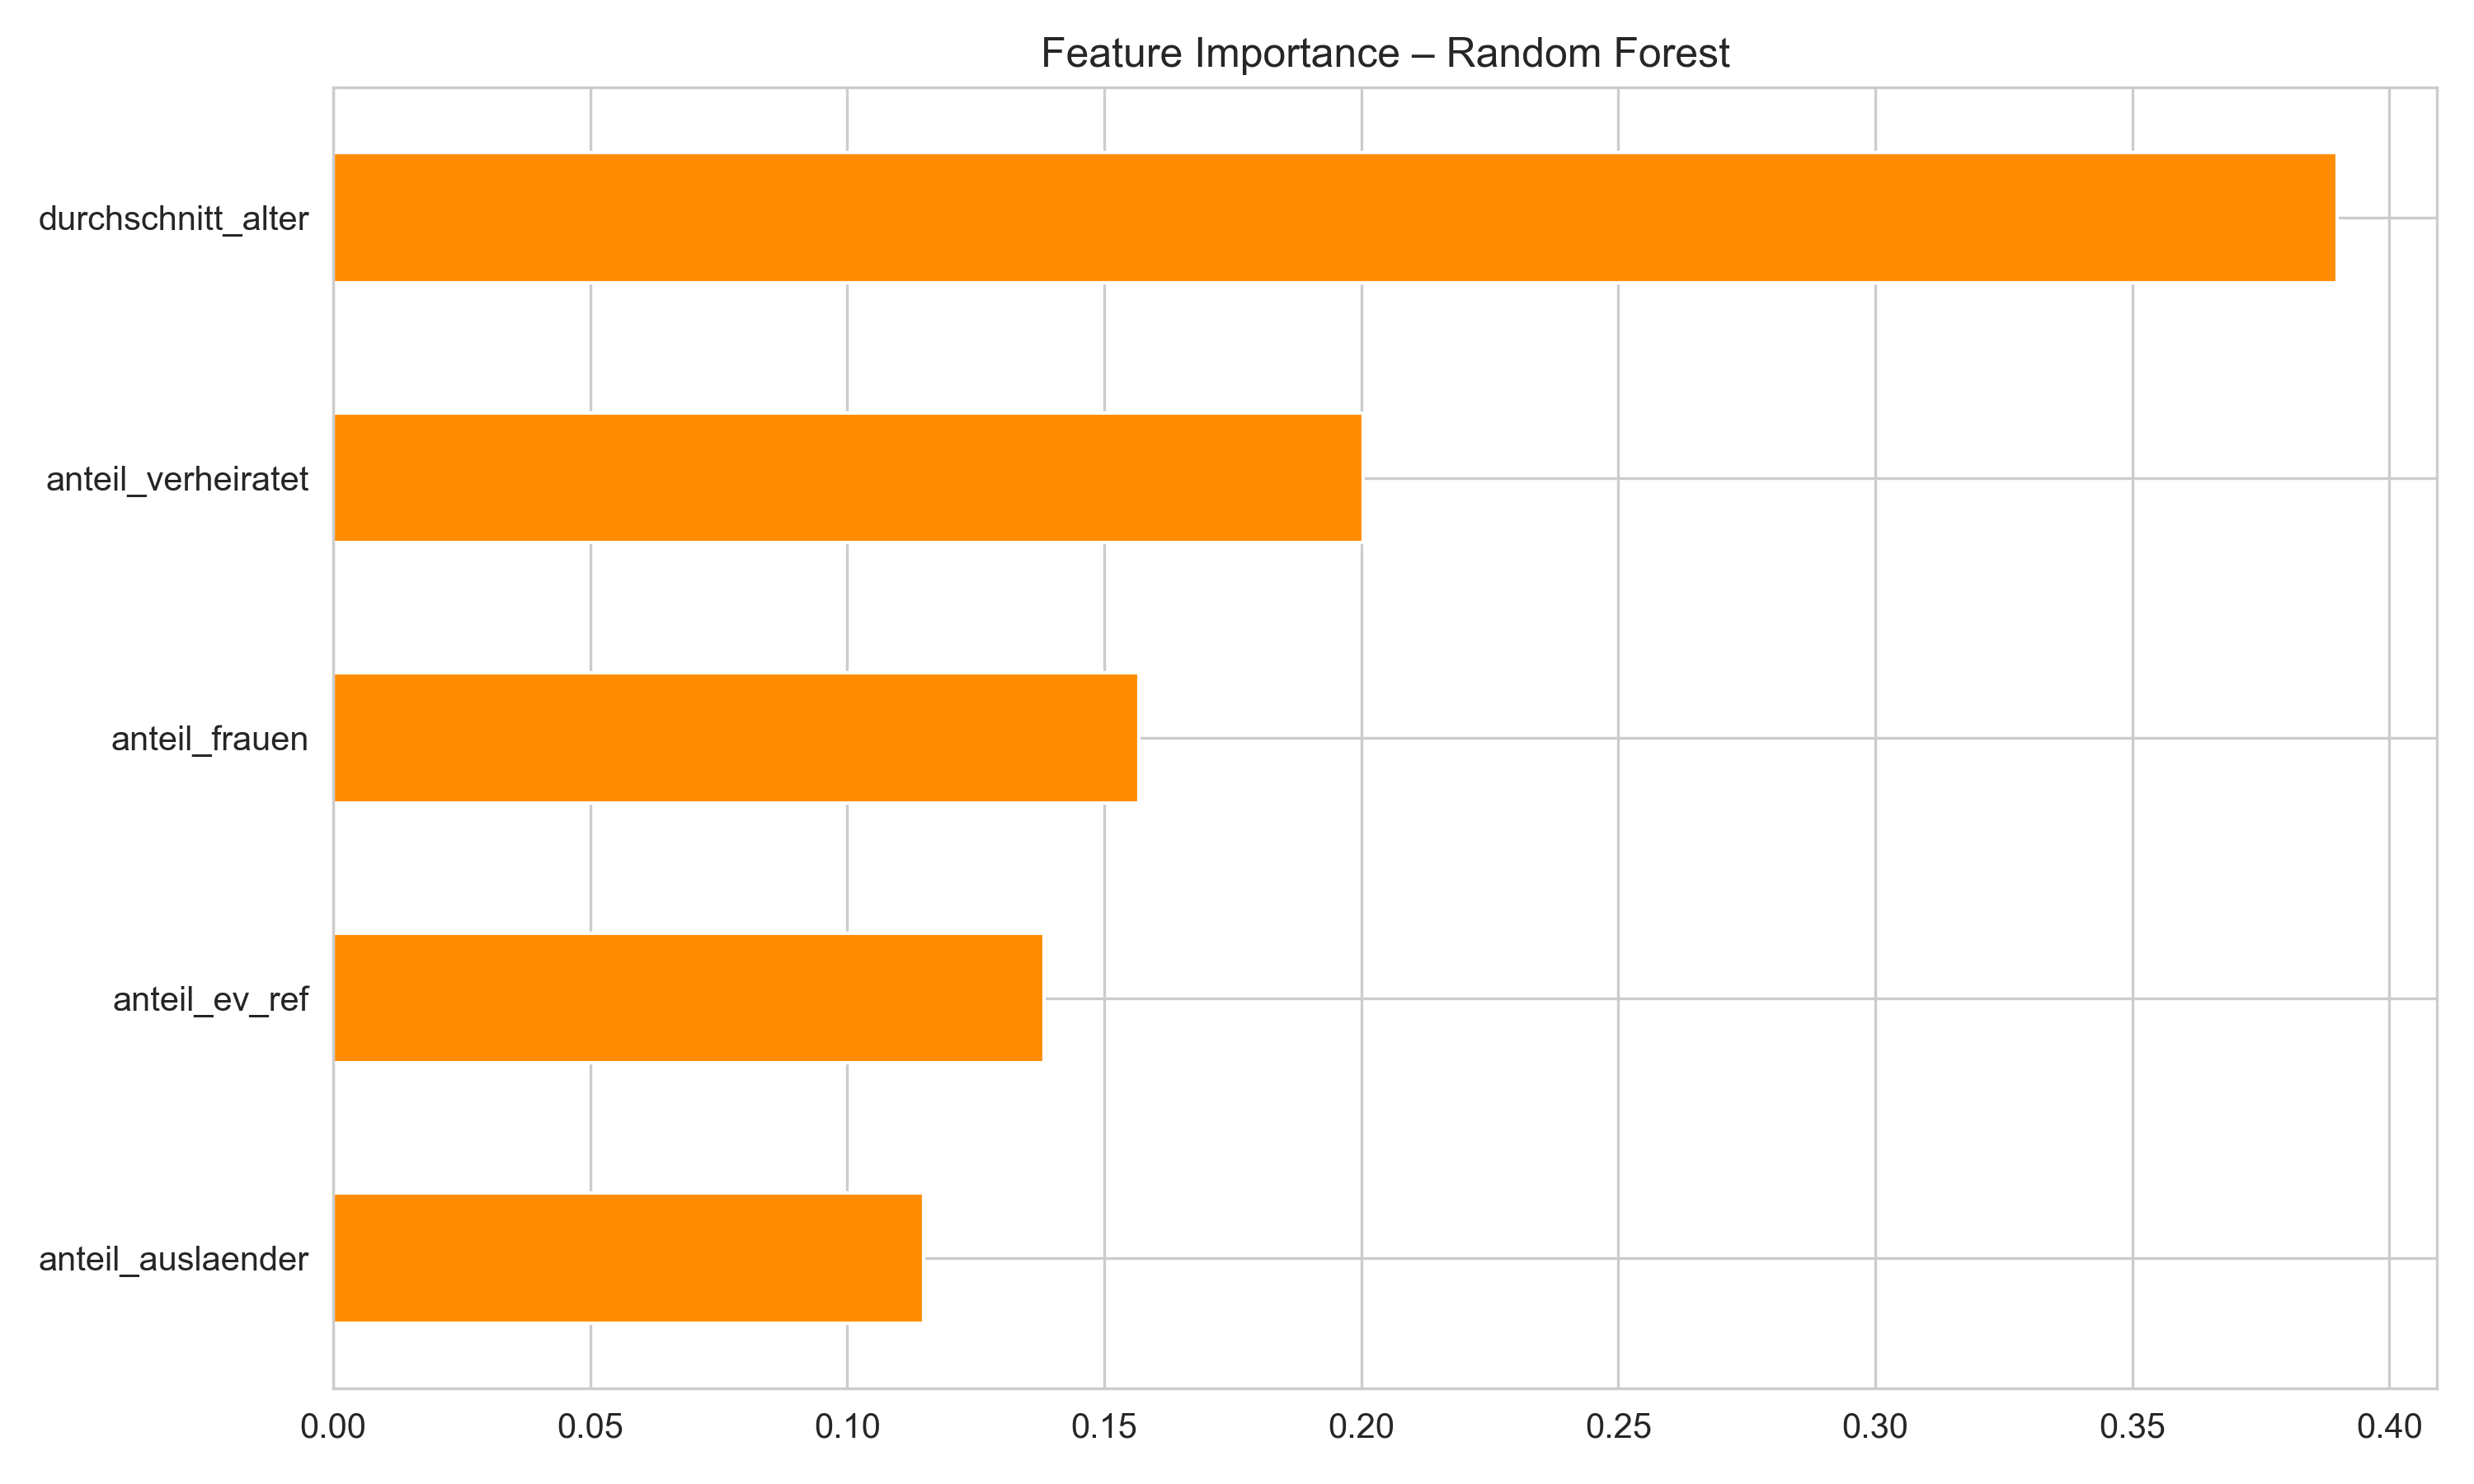 Feature Importance – Random Forest
durchschnitt_alter
anteil_verheiratet
anteil_frauen
anteil_ev_ref
anteil_auslaender
0.00 0.05 0.10 0.15 0.20 0.25 0.30 0.35 0.40